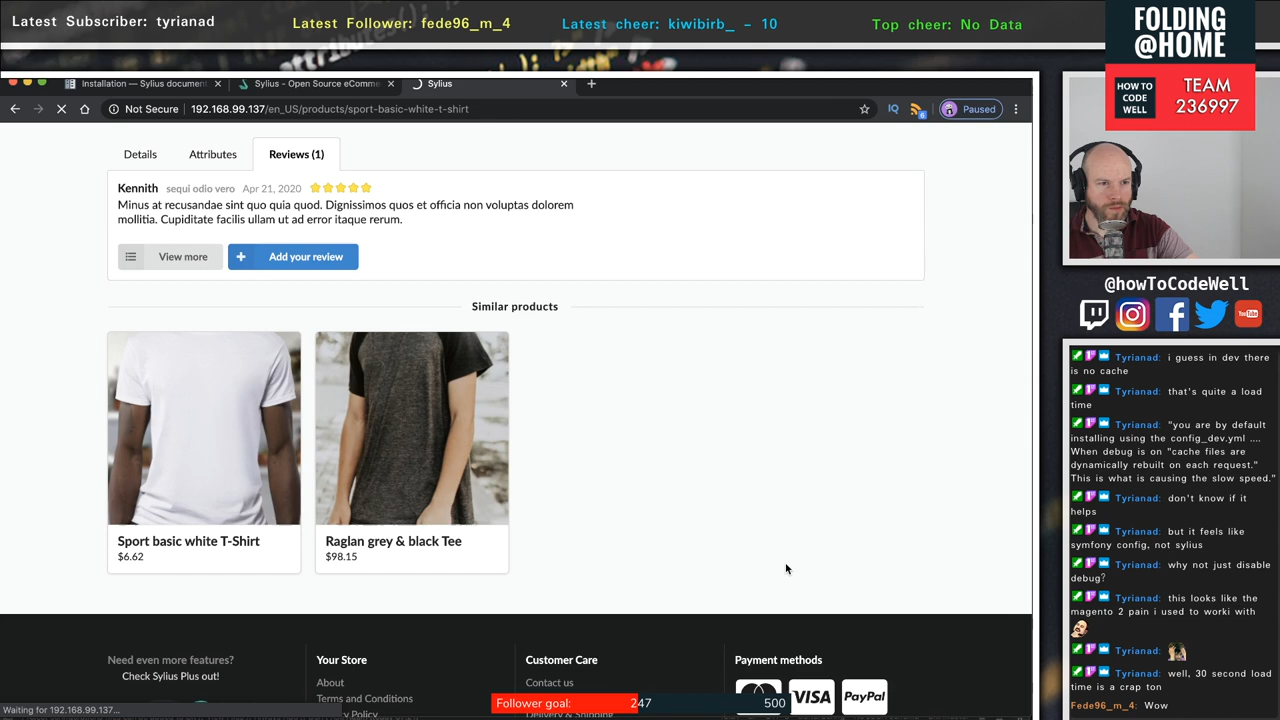 Latest Subscriber: tyrianad
Latest Follower: fede96_m_4
Latest cheer: kiwibirb_ - 10
Top cheer: No Data
FOLDING
@HOME
HOW TO
CODE
WELL
TEAM
236997
attributes()
Installation — Sylius document
Sylius - Open Source eComme
Sylius
Not Secure
192.168.99.137/en_US/products/sport-basic-white-t-shirt
IQ
6
Paused
Details
Attributes
Reviews (1)
Kennith sequi odio vero Apr 21, 2020
Minus at recusandae sint quo quia quod. Dignissimos quos et officia non voluptas dolorem
mollitia. Cupiditate facilis ullam ut ad error itaque rerum.
View more
Add your review
Similar products
Sport basic white T-Shirt
$6.62
Raglan grey & black Tee
$98.15
Need even more features?
Check Sylius Plus out!
Your Store
About
Terms and Conditions
y Policy
Customer Care
Contact us
Payment methods
VISA
PayPal
Waiting for 192.168.99.137...
Follower goal:
247
500
@howToCodeWell
You Tube
Tyrianad: i guess in dev there
is no cache
Tyrianad: that's quite a load
time
Tyrianad: "you are by default
installing using the config_dev.yml ....
When debug is on "cache files are
dynamically rebuilt on each request."
This is what is causing the slow speed."
Tyrianad: don't know if it
helps
Tyrianad: but it feels like
symfony config, not sylius
Tyrianad: why not just disable
debug?
Tyrianad: this looks like the
magento 2 pain i used to worki with
Tyrianad:
Tyrianad: well, 30 second load
time is a crap ton
Fede96_m_4: Wow